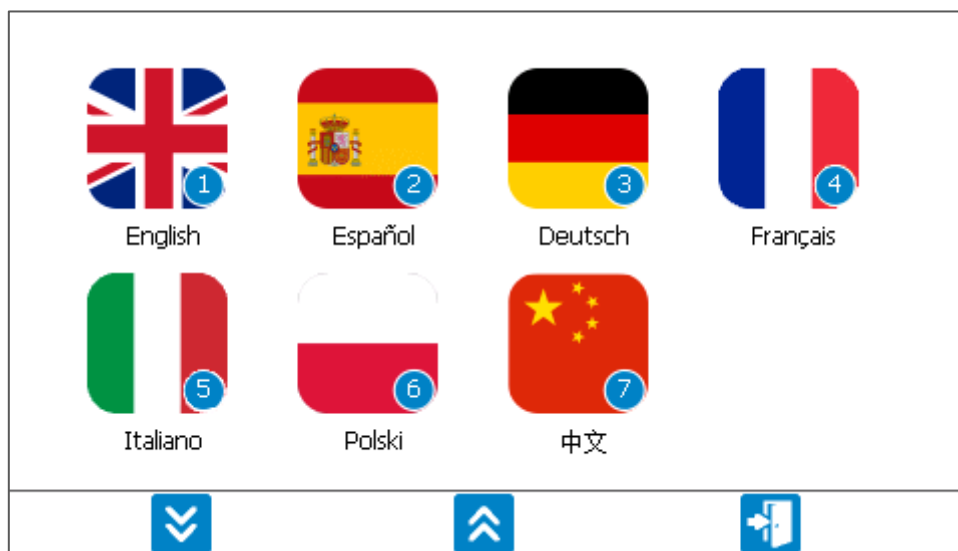 1
2
3
4
English
Español
Deutsch
Français
5
6
7
Italiano
Polski
中文